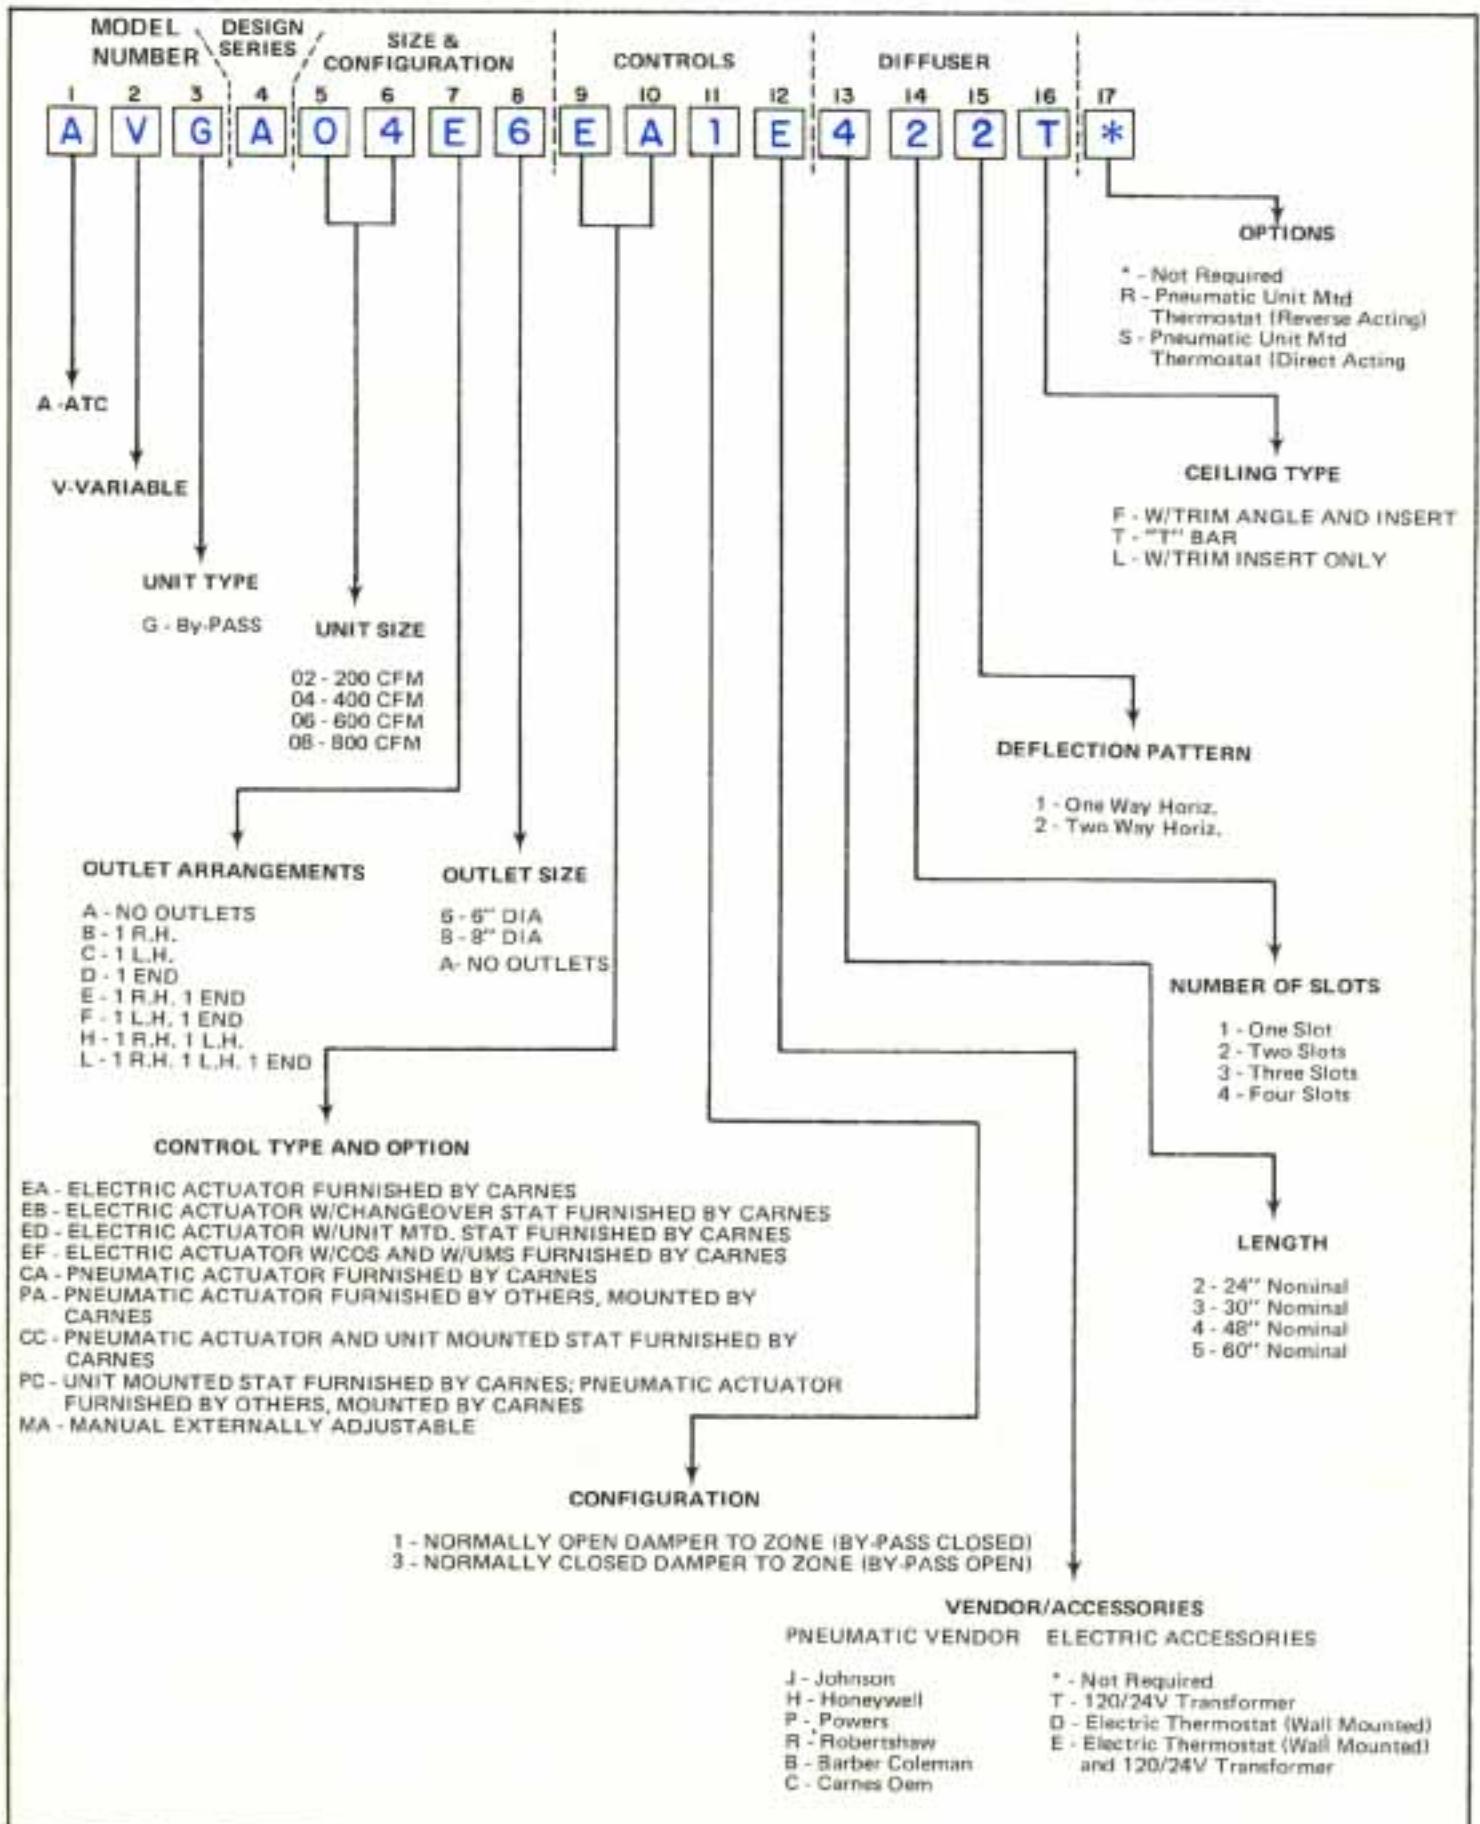 MODEL NUMBER
DESIGN SERIES
SIZE & CONFIGURATION
CONTROLS
DIFFUSER
1 2 3 4 5 6 7 8 9 10 11 12 13 14 15 16 17
A V G A 0 4 E 6 E A 1 E 4 2 2 T *
OPTIONS
* - Not Required
R - Pneumatic Unit Mtd
Thermostat (Reverse Acting)
S - Pneumatic Unit Mtd
Thermostat (Direct Acting
A -ATC
V-VARIABLE
CEILING TYPE
F - W/TRIM ANGLE AND INSERT
T - "T" BAR
L - W/TRIM INSERT ONLY
UNIT TYPE
G - By-PASS
UNIT SIZE
02 - 200 CFM
04 - 400 CFM
06 - 600 CFM
08 - 800 CFM
DEFLECTION PATTERN
1 - One Way Horiz.
2 - Two Way Horiz.
OUTLET ARRANGEMENTS
A - NO OUTLETS
B - 1 R.H.
C - 1 L.H.
D - 1 END
E - 1 R.H. 1 END
F - 1 L.H. 1 END
H - 1 R.H. 1 L.H.
L - 1 R.H. 1 L.H. 1 END
OUTLET SIZE
6 - 6" DIA
8 - 8" DIA
A- NO OUTLETS
NUMBER OF SLOTS
1 - One Slot
2 - Two Slots
3 - Three Slots
4 - Four Slots
CONTROL TYPE AND OPTION
EA - ELECTRIC ACTUATOR FURNISHED BY CARNES
EB - ELECTRIC ACTUATOR W/CHANGEOVER STAT FURNISHED BY CARNES
ED - ELECTRIC ACTUATOR W/UNIT MTD. STAT FURNISHED BY CARNES
EF - ELECTRIC ACTUATOR W/COS AND W/UMS FURNISHED BY CARNES
CA - PNEUMATIC ACTUATOR FURNISHED BY CARNES
PA - PNEUMATIC ACTUATOR FURNISHED BY OTHERS, MOUNTED BY
CARNES
CC - PNEUMATIC ACTUATOR AND UNIT MOUNTED STAT FURNISHED BY
CARNES
PC - UNIT MOUNTED STAT FURNISHED BY CARNES; PNEUMATIC ACTUATOR
FURNISHED BY OTHERS, MOUNTED BY CARNES
MA - MANUAL EXTERNALLY ADJUSTABLE
LENGTH
2 - 24" Nominal
3 - 30" Nominal
4 - 48" Nominal
5 - 60" Nominal
CONFIGURATION
1 - NORMALLY OPEN DAMPER TO ZONE (BY-PASS CLOSED)
3 - NORMALLY CLOSED DAMPER TO ZONE (BY-PASS OPEN)
VENDOR/ACCESSORIES
PNEUMATIC VENDOR
J - Johnson
H - Honeywell
P - Powers
R - Robertshaw
B - Barber Coleman
C - Carnes Oem
ELECTRIC ACCESSORIES
* - Not Required
T - 120/24V Transformer
D - Electric Thermostat (Wall Mounted)
E - Electric Thermostat (Wall Mounted)
and 120/24V Transformer